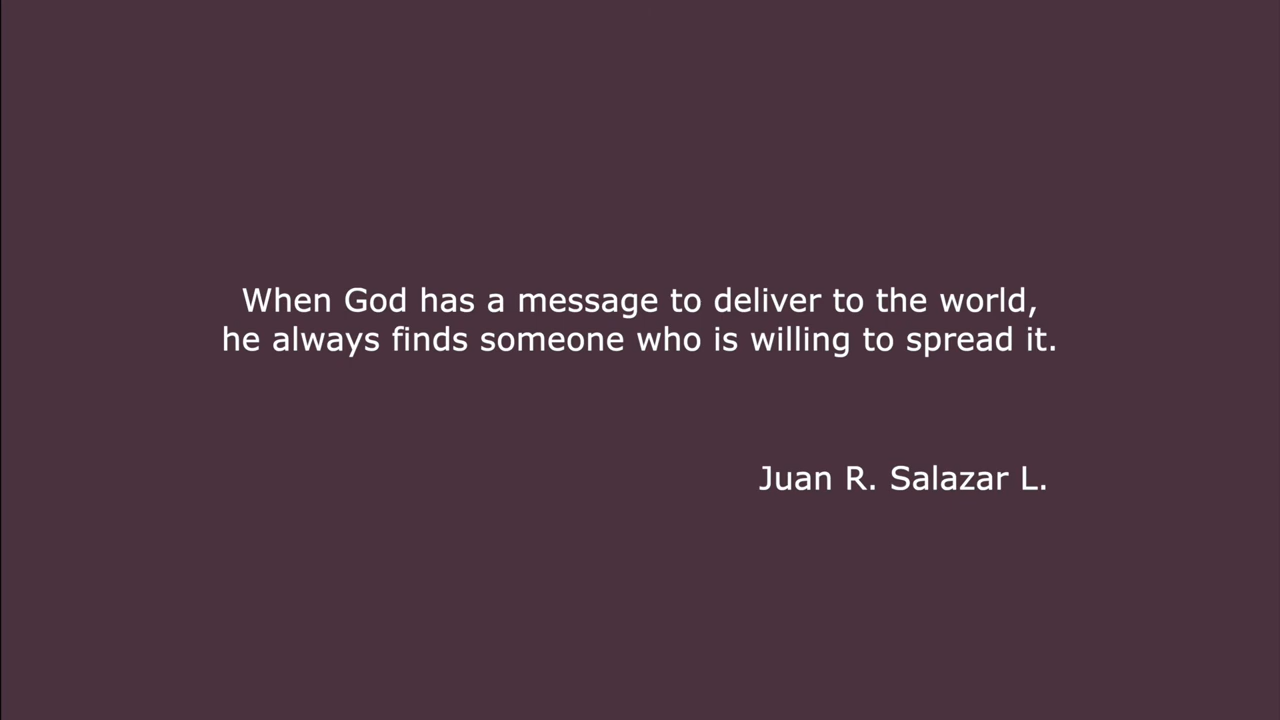 When God has a message to deliver to the world,
he always finds someone who is willing to spread it.
Juan R. Salazar L.